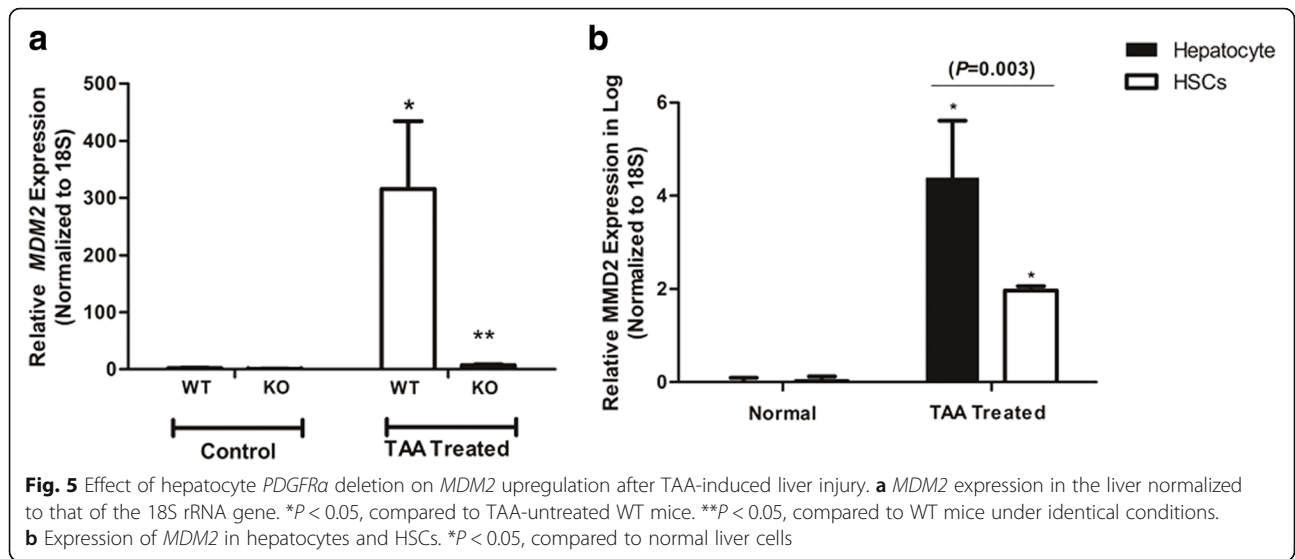 a
Relative MDM2 Expression
(Normalized to 18S)
500
400
300
200
100
0
*
**
WT
KO
WT
KO
Control
TAA Treated
b
Relative MMD2 Expression in Log
(Normalized to 18S)
6
4
2
0
(P=0.003)
*
*
Normal
TAA Treated
Hepatocyte
HSCs
Fig. 5 Effect of hepatocyte PDGFRα deletion on MDM2 upregulation after TAA-induced liver injury. a MDM2 expression in the liver normalized
to that of the 18S rRNA gene. *P < 0.05, compared to TAA-untreated WT mice. **P < 0.05, compared to WT mice under identical conditions.
b Expression of MDM2 in hepatocytes and HSCs. *P < 0.05, compared to normal liver cells